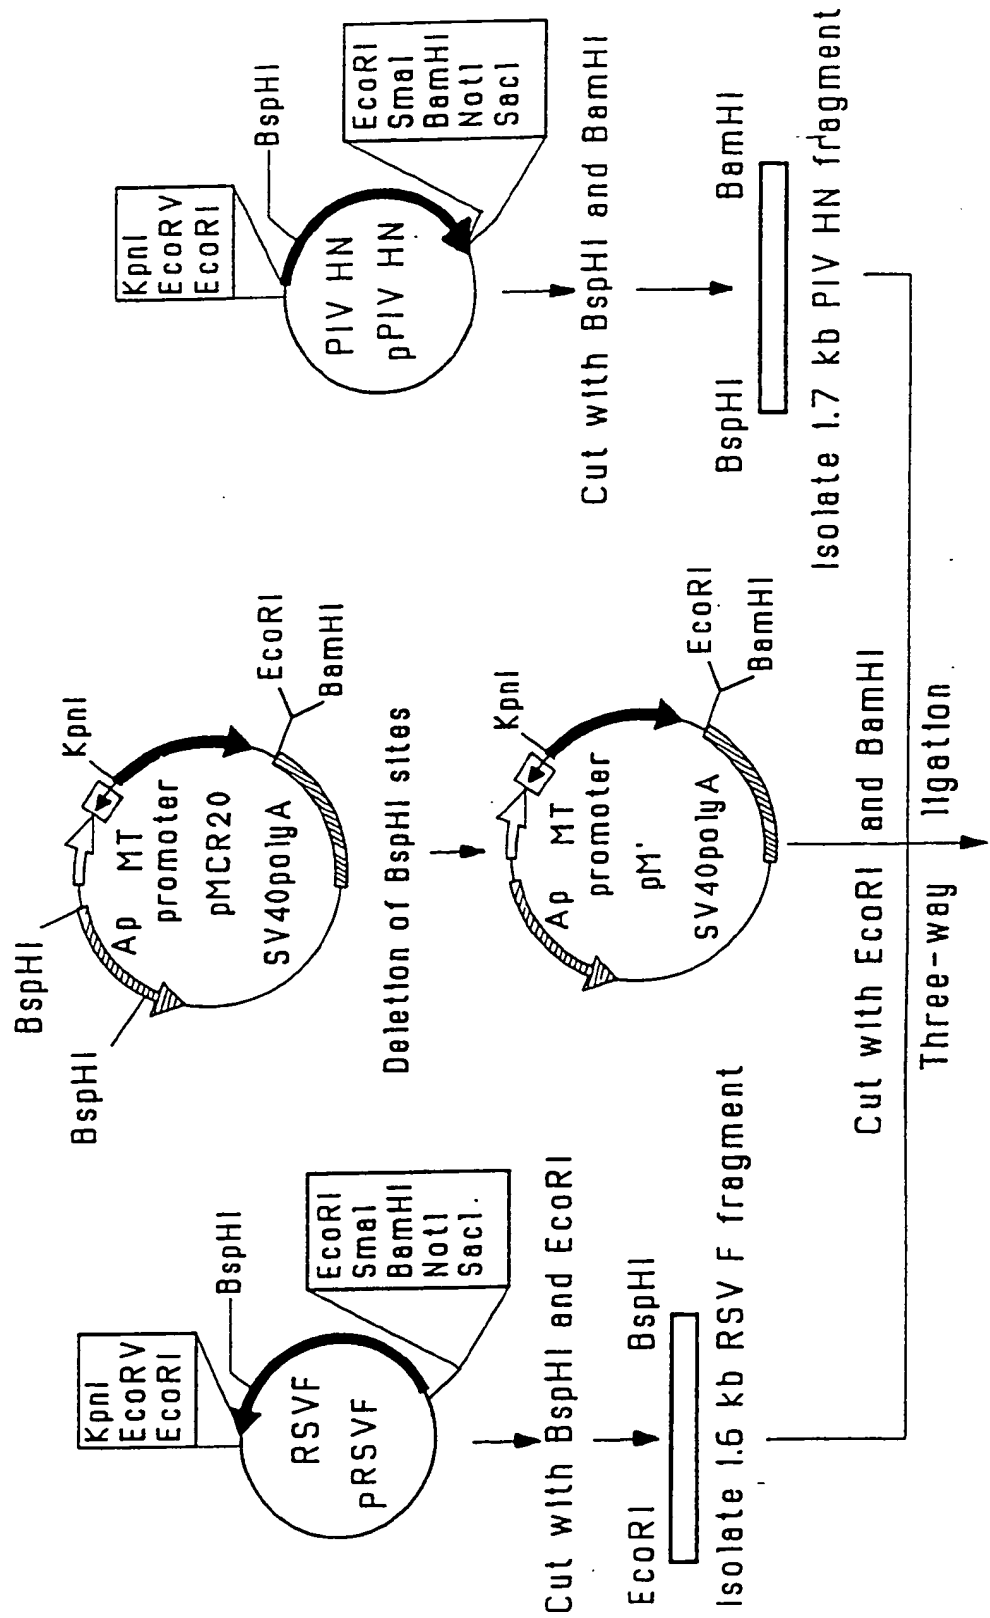 KpnI
EcoRV
EcoRI
BspHI
RSVF
pRSVF
EcoRI
SmaI
BamHI
NotI
SacI.
Cut with BspHI and EcoRI
EcoRI
BspHI
Isolate 1.6 kb RSV F fragment
BspHI
BspHI
KpnI
Ap
MT
promoter
pMCR20
SV40polyA
EcoRI
BamHI
Deletion of BspHI sites
KpnI
Ap
MT
promoter
pM'
SV40polyA
EcoRI
BamHI
Cut with EcoRI and BamHI
KpnI
EcoRV
EcoRI
BspHI
PIV HN
pPIV HN
EcoRI
SmaI
BamHI
NotI
SacI
Cut with BspHI and BamHI
BspHI
BamHI
Isolate 1.7 kb PIV HN fragment
Three-way ligation